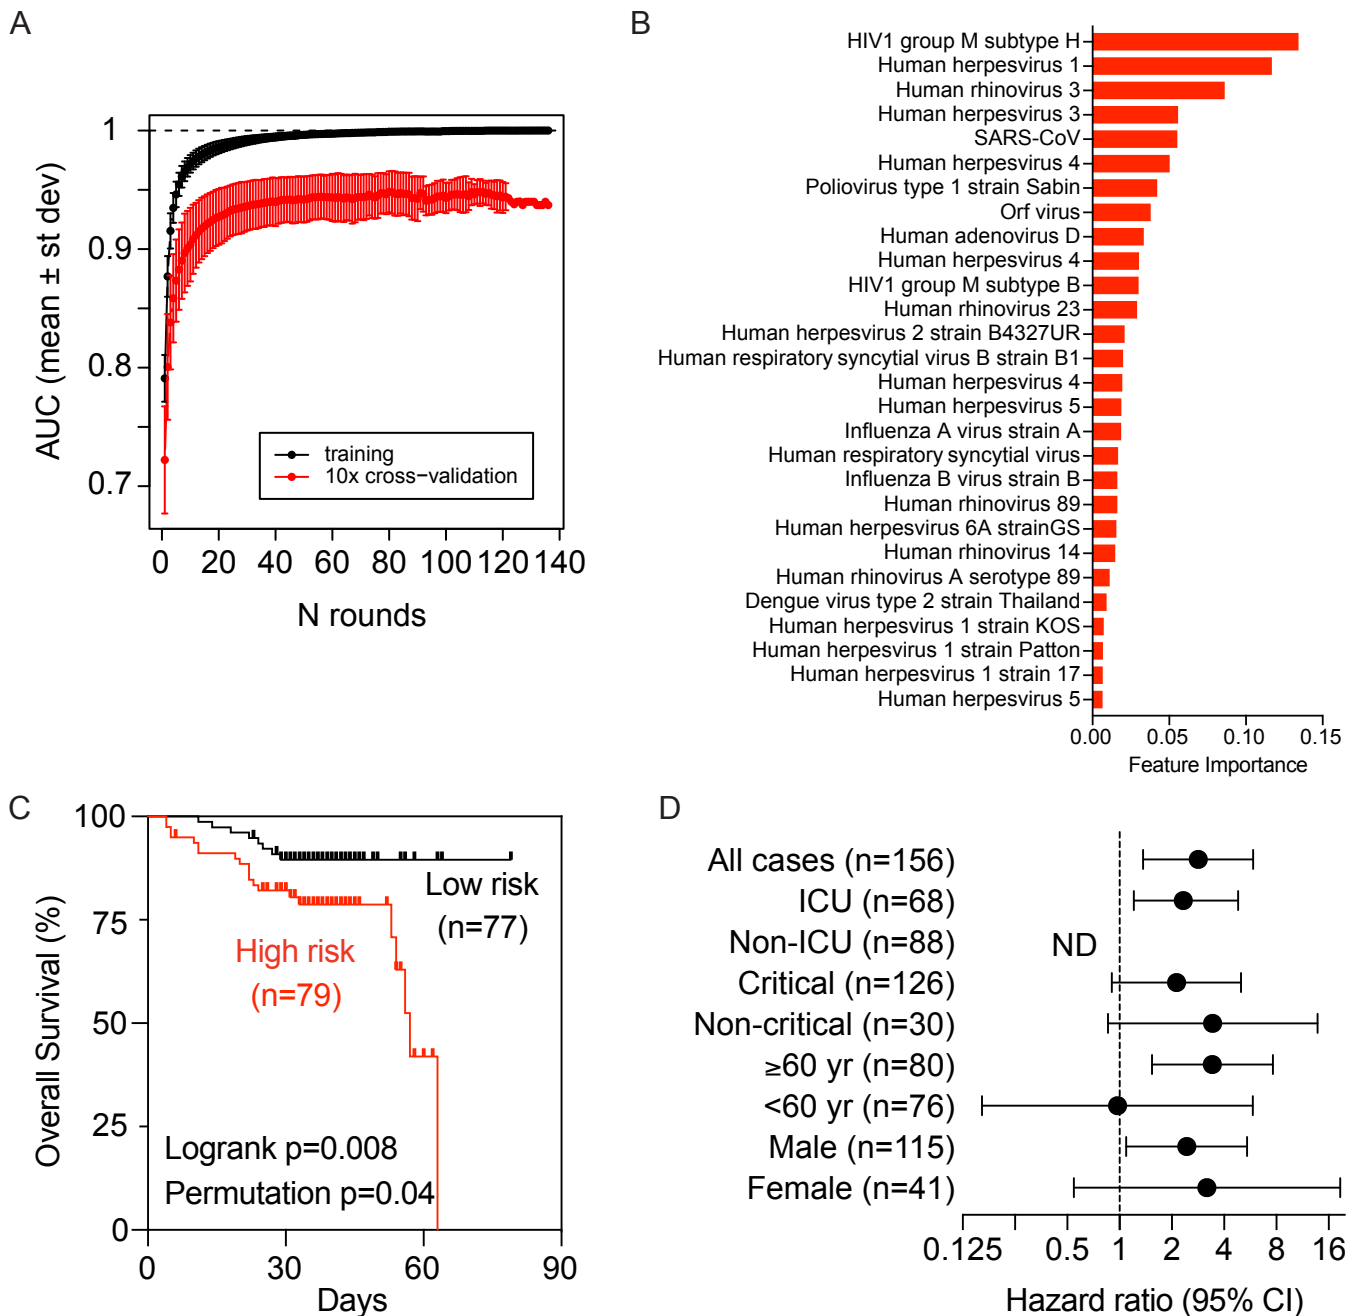 A
1
0.9
0.8
0.7
AUC (mean ± st dev)
training
10x cross−validation
0 20 40 60 80 100 120 140
N rounds
B
HIV1 group M subtype H
Human herpesvirus 1
Human rhinovirus 3
Human herpesvirus 3
SARS-CoV
Human herpesvirus 4
Poliovirus type 1 strain Sabin
Orf virus
Human adenovirus D
Human herpesvirus 4
HIV1 group M subtype B
Human rhinovirus 23
Human herpesvirus 2 strain B4327UR
Human respiratory syncytial virus B strain B1
Human herpesvirus 4
Human herpesvirus 5
Influenza A virus strain A
Human respiratory syncytial virus
Influenza B virus strain B
Human rhinovirus 89
Human herpesvirus 6A strainGS
Human rhinovirus 14
Human rhinovirus A serotype 89
Dengue virus type 2 strain Thailand
Human herpesvirus 1 strain KOS
Human herpesvirus 1 strain Patton
Human herpesvirus 1 strain 17
Human herpesvirus 5
0.00 0.05 0.10 0.15
Feature Importance
C
100
75
50
25
0
Overall Survival (%)
Low risk
(n=77)
High risk
(n=79)
Logrank p=0.008
Permutation p=0.04
0 30 60 90
Days
D
All cases (n=156)
ICU (n=68)
Non-ICU (n=88)
ND
Critical (n=126)
Non-critical (n=30)
≥60 yr (n=80)
<60 yr (n=76)
Male (n=115)
Female (n=41)
0.125 0.5 1 2 4 8 16
Hazard ratio (95% CI)